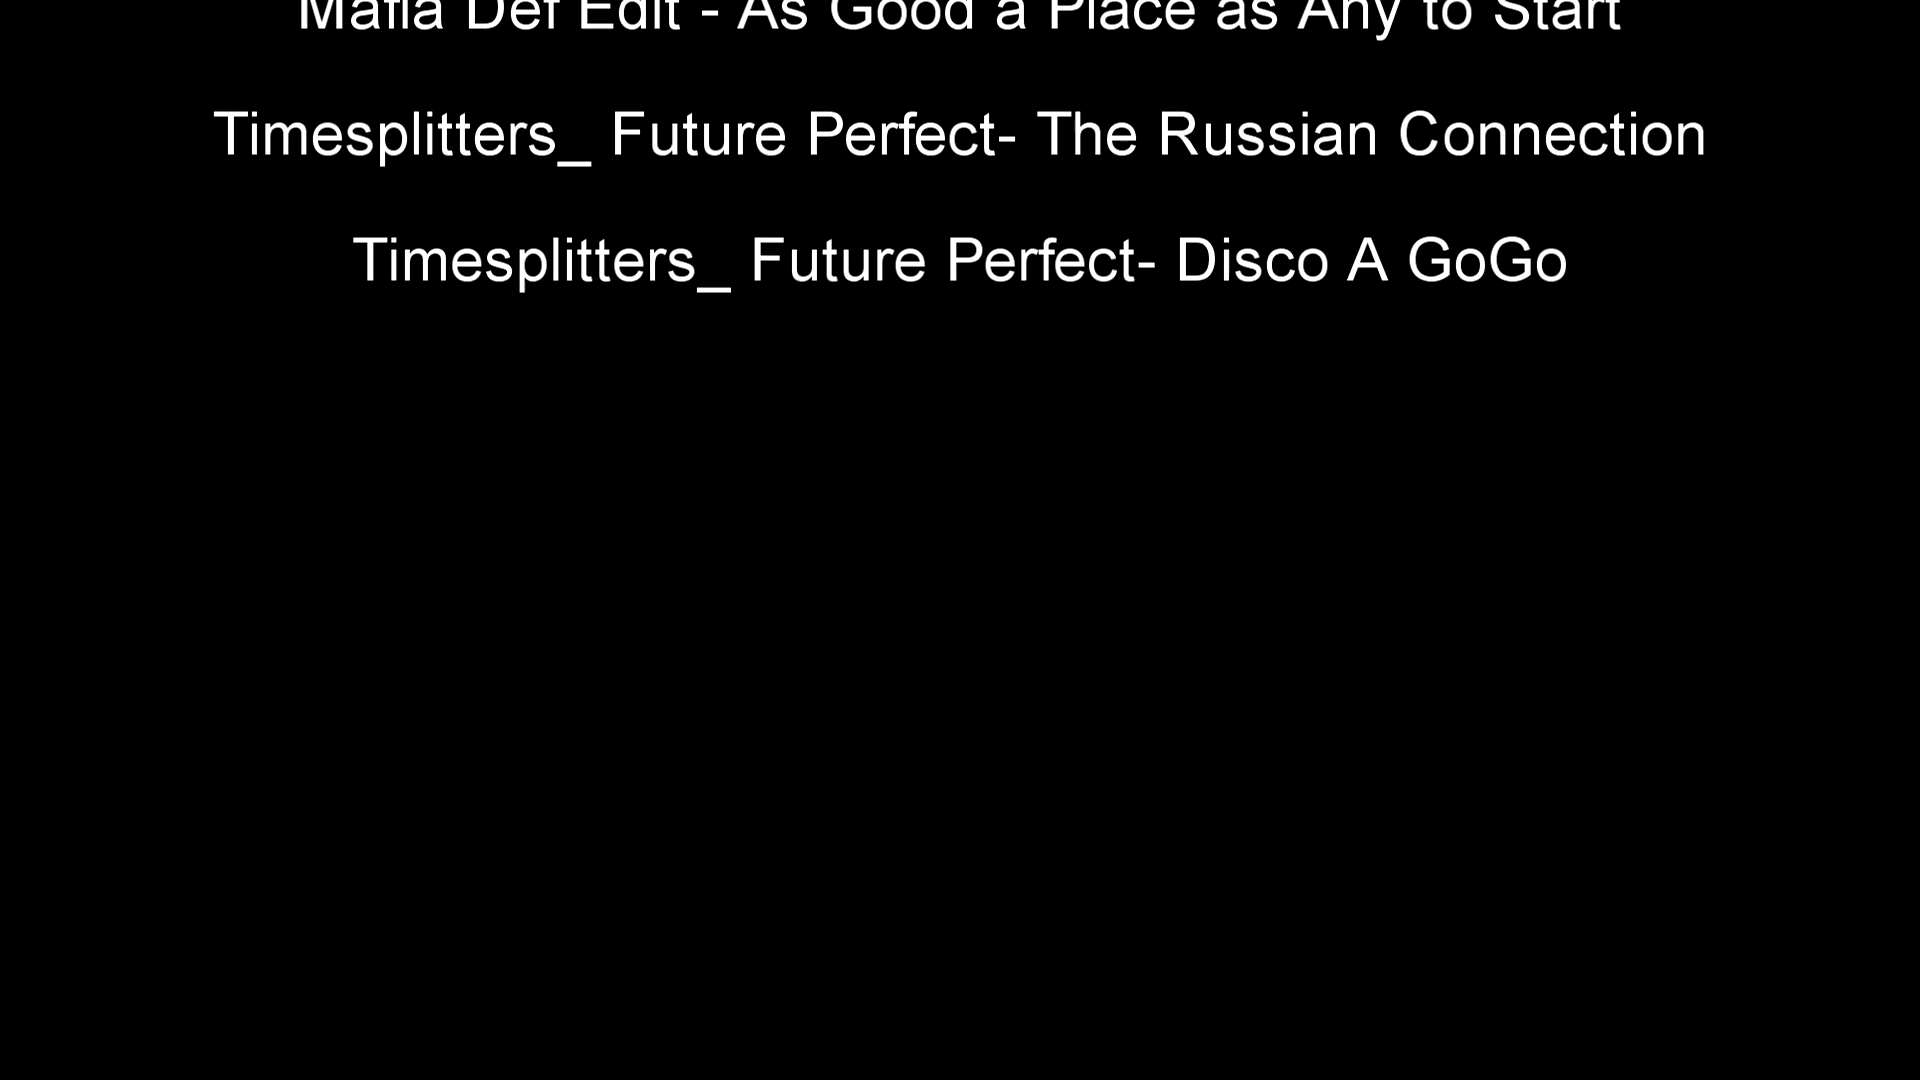 Mafia Def Edit - As Good a Place as Any to Start
Timesplitters_ Future Perfect- The Russian Connection
Timesplitters_ Future Perfect- Disco A GoGo